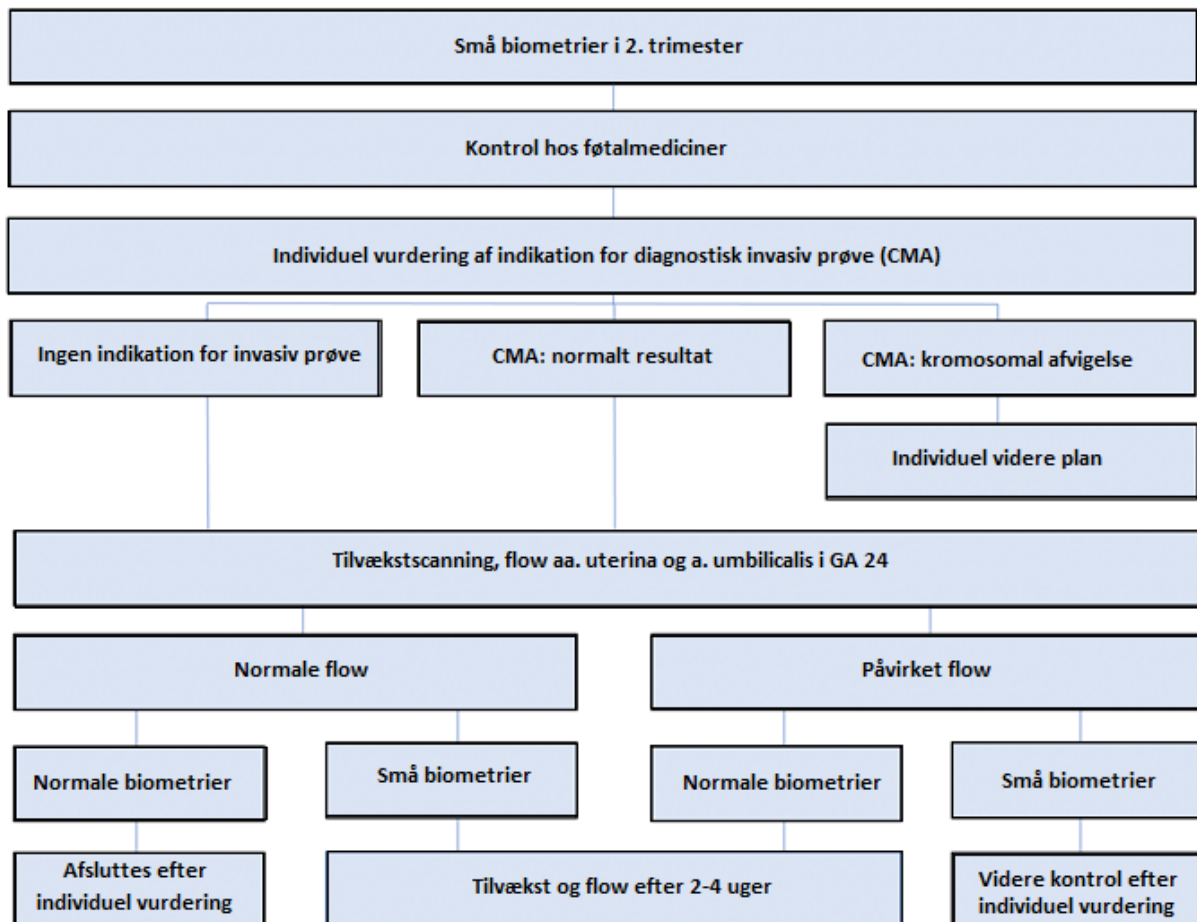 Små biometrier i 2. trimester
Kontrol hos føtalmediciner
Individuel vurdering af indikation for diagnostisk invasiv prøve (CMA)
Ingen indikation for invasiv prøve
CMA: normalt resultat
CMA: kromosomal afvigelse
Individuel videre plan
Tilvækstscanning, flow aa. uterina og a. umbilicalis i GA 24
Normale flow
Påvirket flow
Normale biometrier
Små biometrier
Normale biometrier
Små biometrier
Afsluttes efter
individuel vurdering
Tilvækst og flow efter 2-4 uger
Videre kontrol efter
individuel vurdering